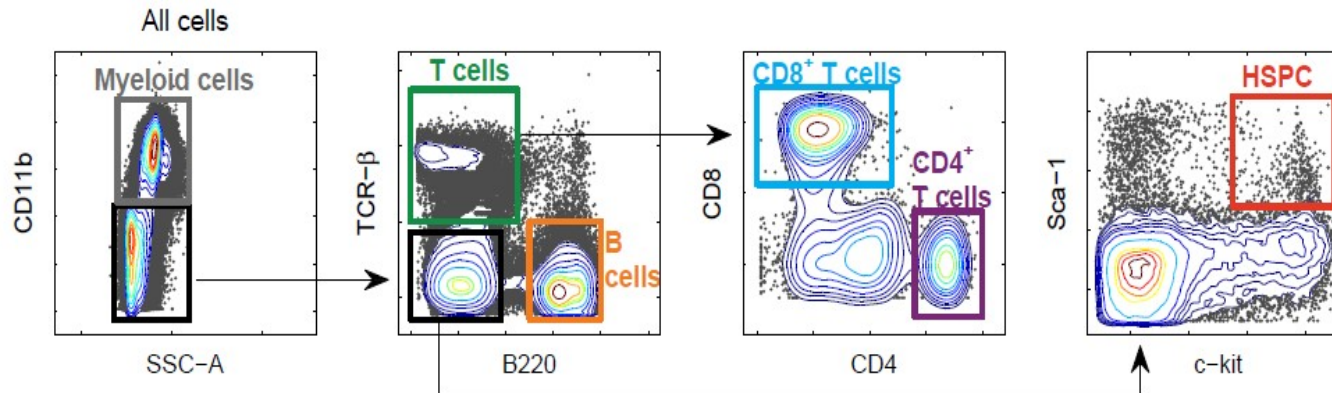 All cells
Myeloid cells
CD11b
SSC-A
T cells
TCR-β
B
cells
B220
CD8+ T cells
CD8
CD4+
T cells
CD4
HSPC
Sca-1
c-kit